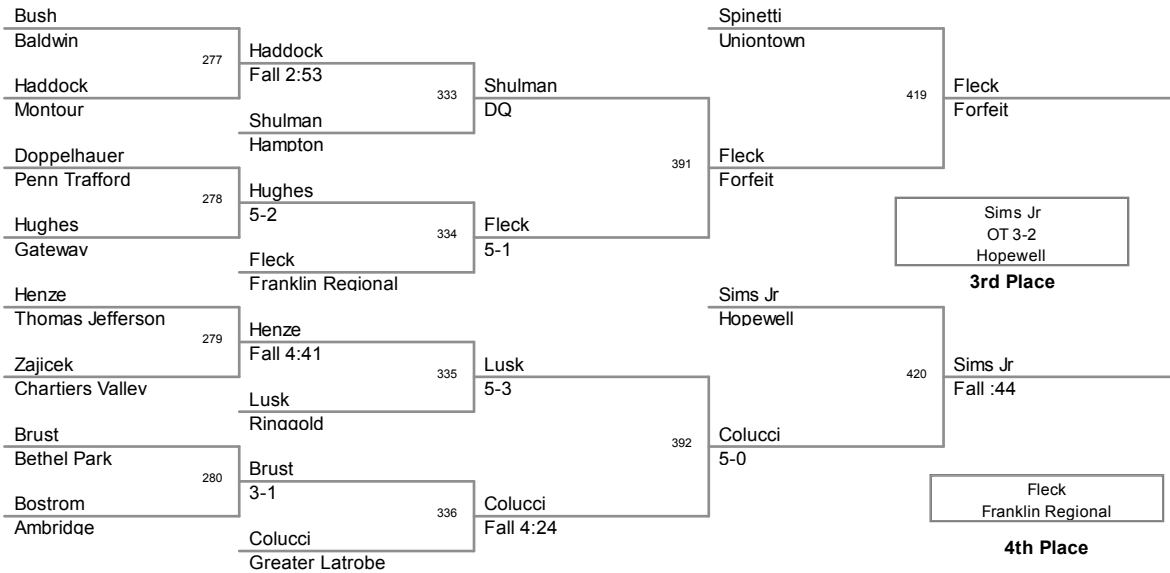 Bush
Baldwin
277
Haddock
Montour
Haddock
Fall 2:53
333
Shulman
Hampton
Shulman
DQ
Doppelhauer
Penn Trafford
278
Hughes
Gateway
Hughes
5-2
334
Fleck
Franklin Regional
Fleck
5-1
391
Fleck
Forfeit
Spinetti
Uniontown
419
Fleck
Forfeit
Sims Jr
OT 3-2
Hopewell
3rd Place
Henze
Thomas Jefferson
279
Zajicek
Chartiers Valley
Henze
Fall 4:41
335
Lusk
Ringgold
Lusk
5-3
Brust
Bethel Park
280
Bostrom
Ambridge
Brust
3-1
336
Colucci
Greater Latrobe
Colucci
Fall 4:24
392
Colucci
5-0
Sims Jr
Hopewell
420
Sims Jr
Fall :44
Fleck
Franklin Regional
4th Place